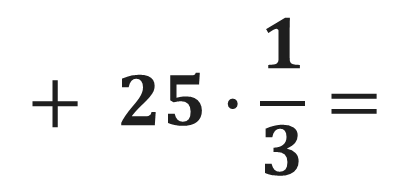 + 25 · 1/3 =